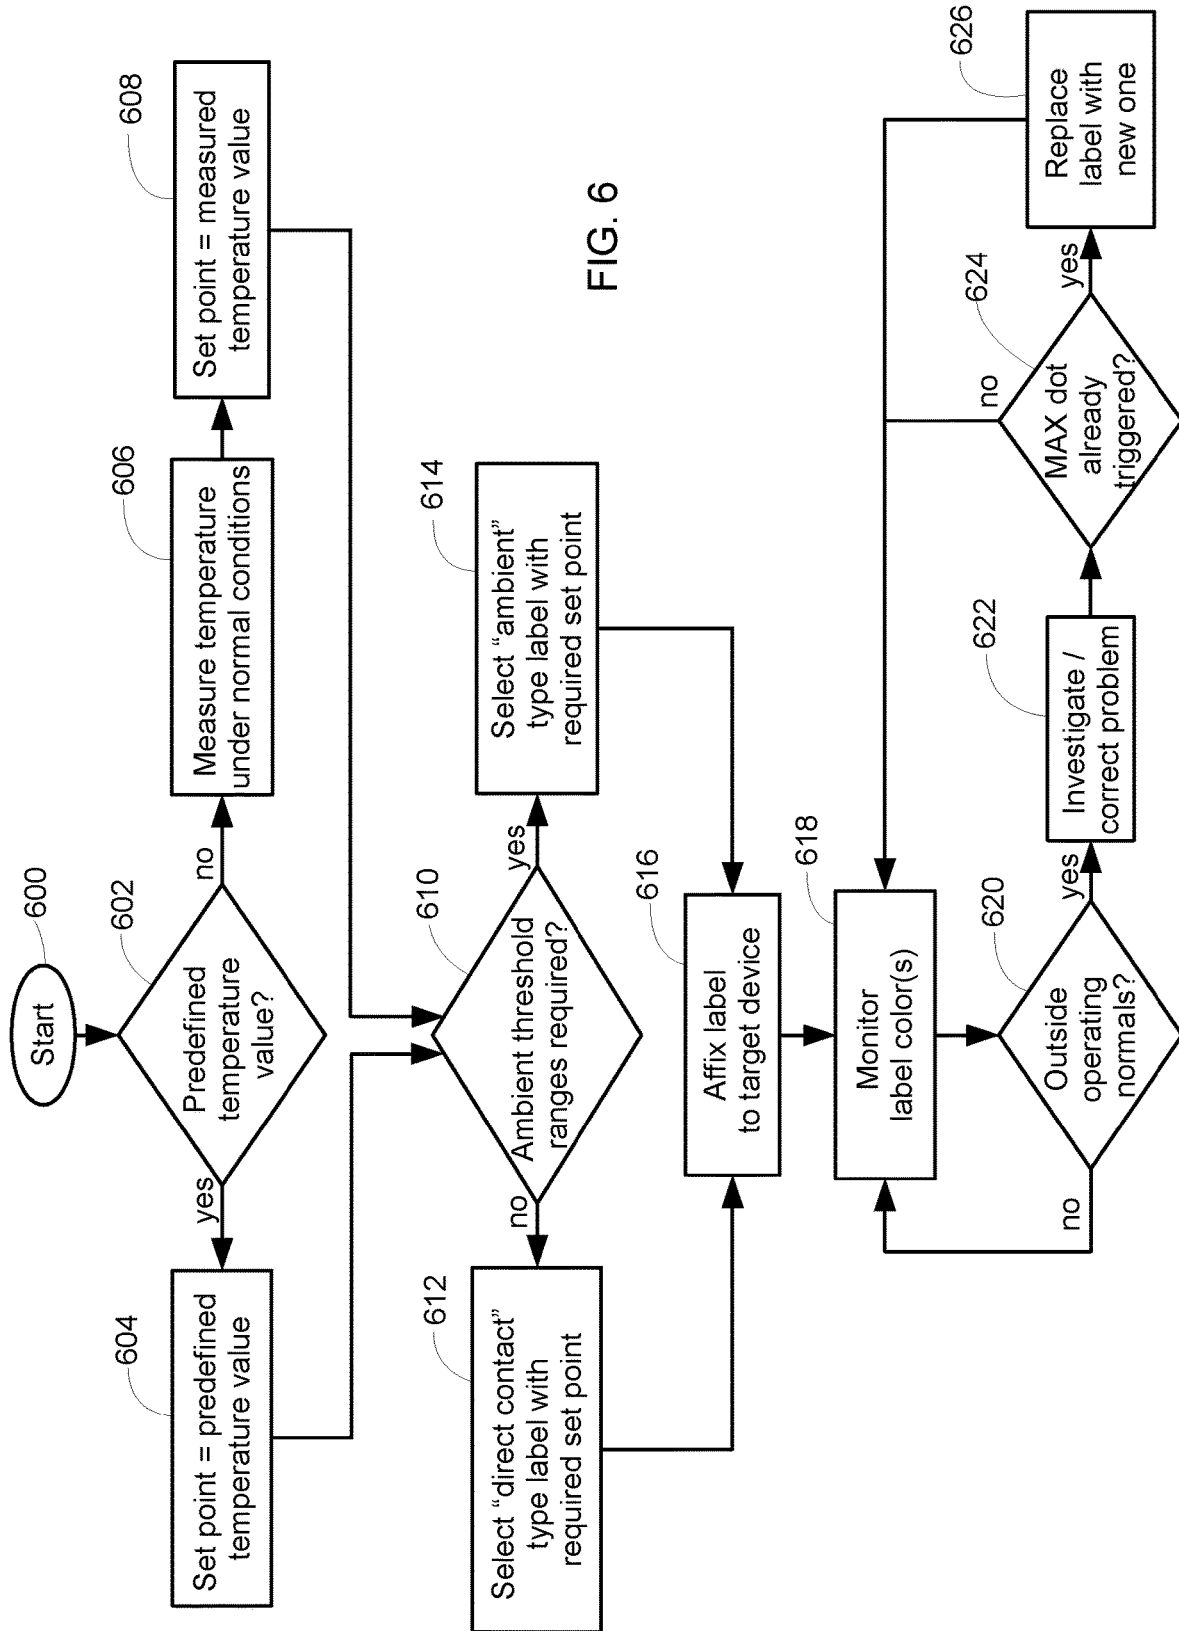 Start
600
Predefined
temperature
value?
602
yes
no
Set point = predefined
temperature value
604
Measure temperature
under normal conditions
606
Set point = measured
temperature value
608
Ambient threshold
ranges required?
610
no
yes
Select “direct contact”
type label with
required set point
612
Select “ambient”
type label with
required set point
614
FIG. 6
Affix label
to target device
616
Monitor
label color(s)
618
Outside
operating
normals?
620
no
yes
Investigate /
correct problem
622
MAX dot
already
triggered?
624
no
yes
Replace
label with
new one
626